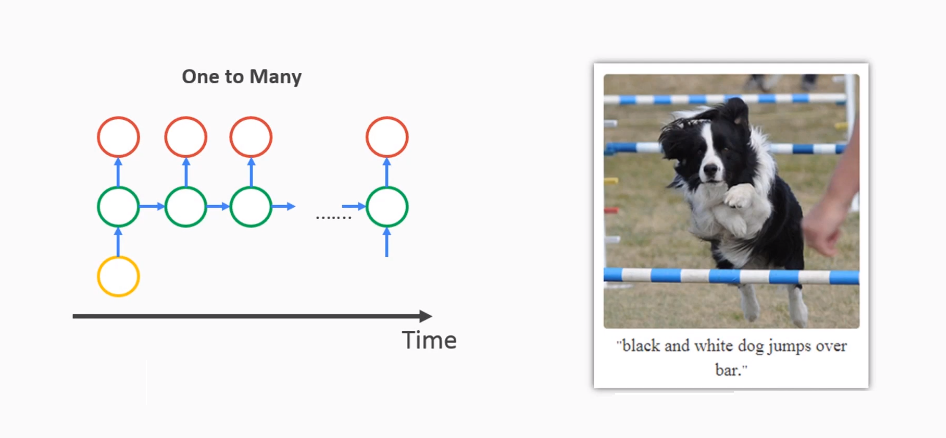 One to Many
.......
Time
"black and white dog jumps over
bar."